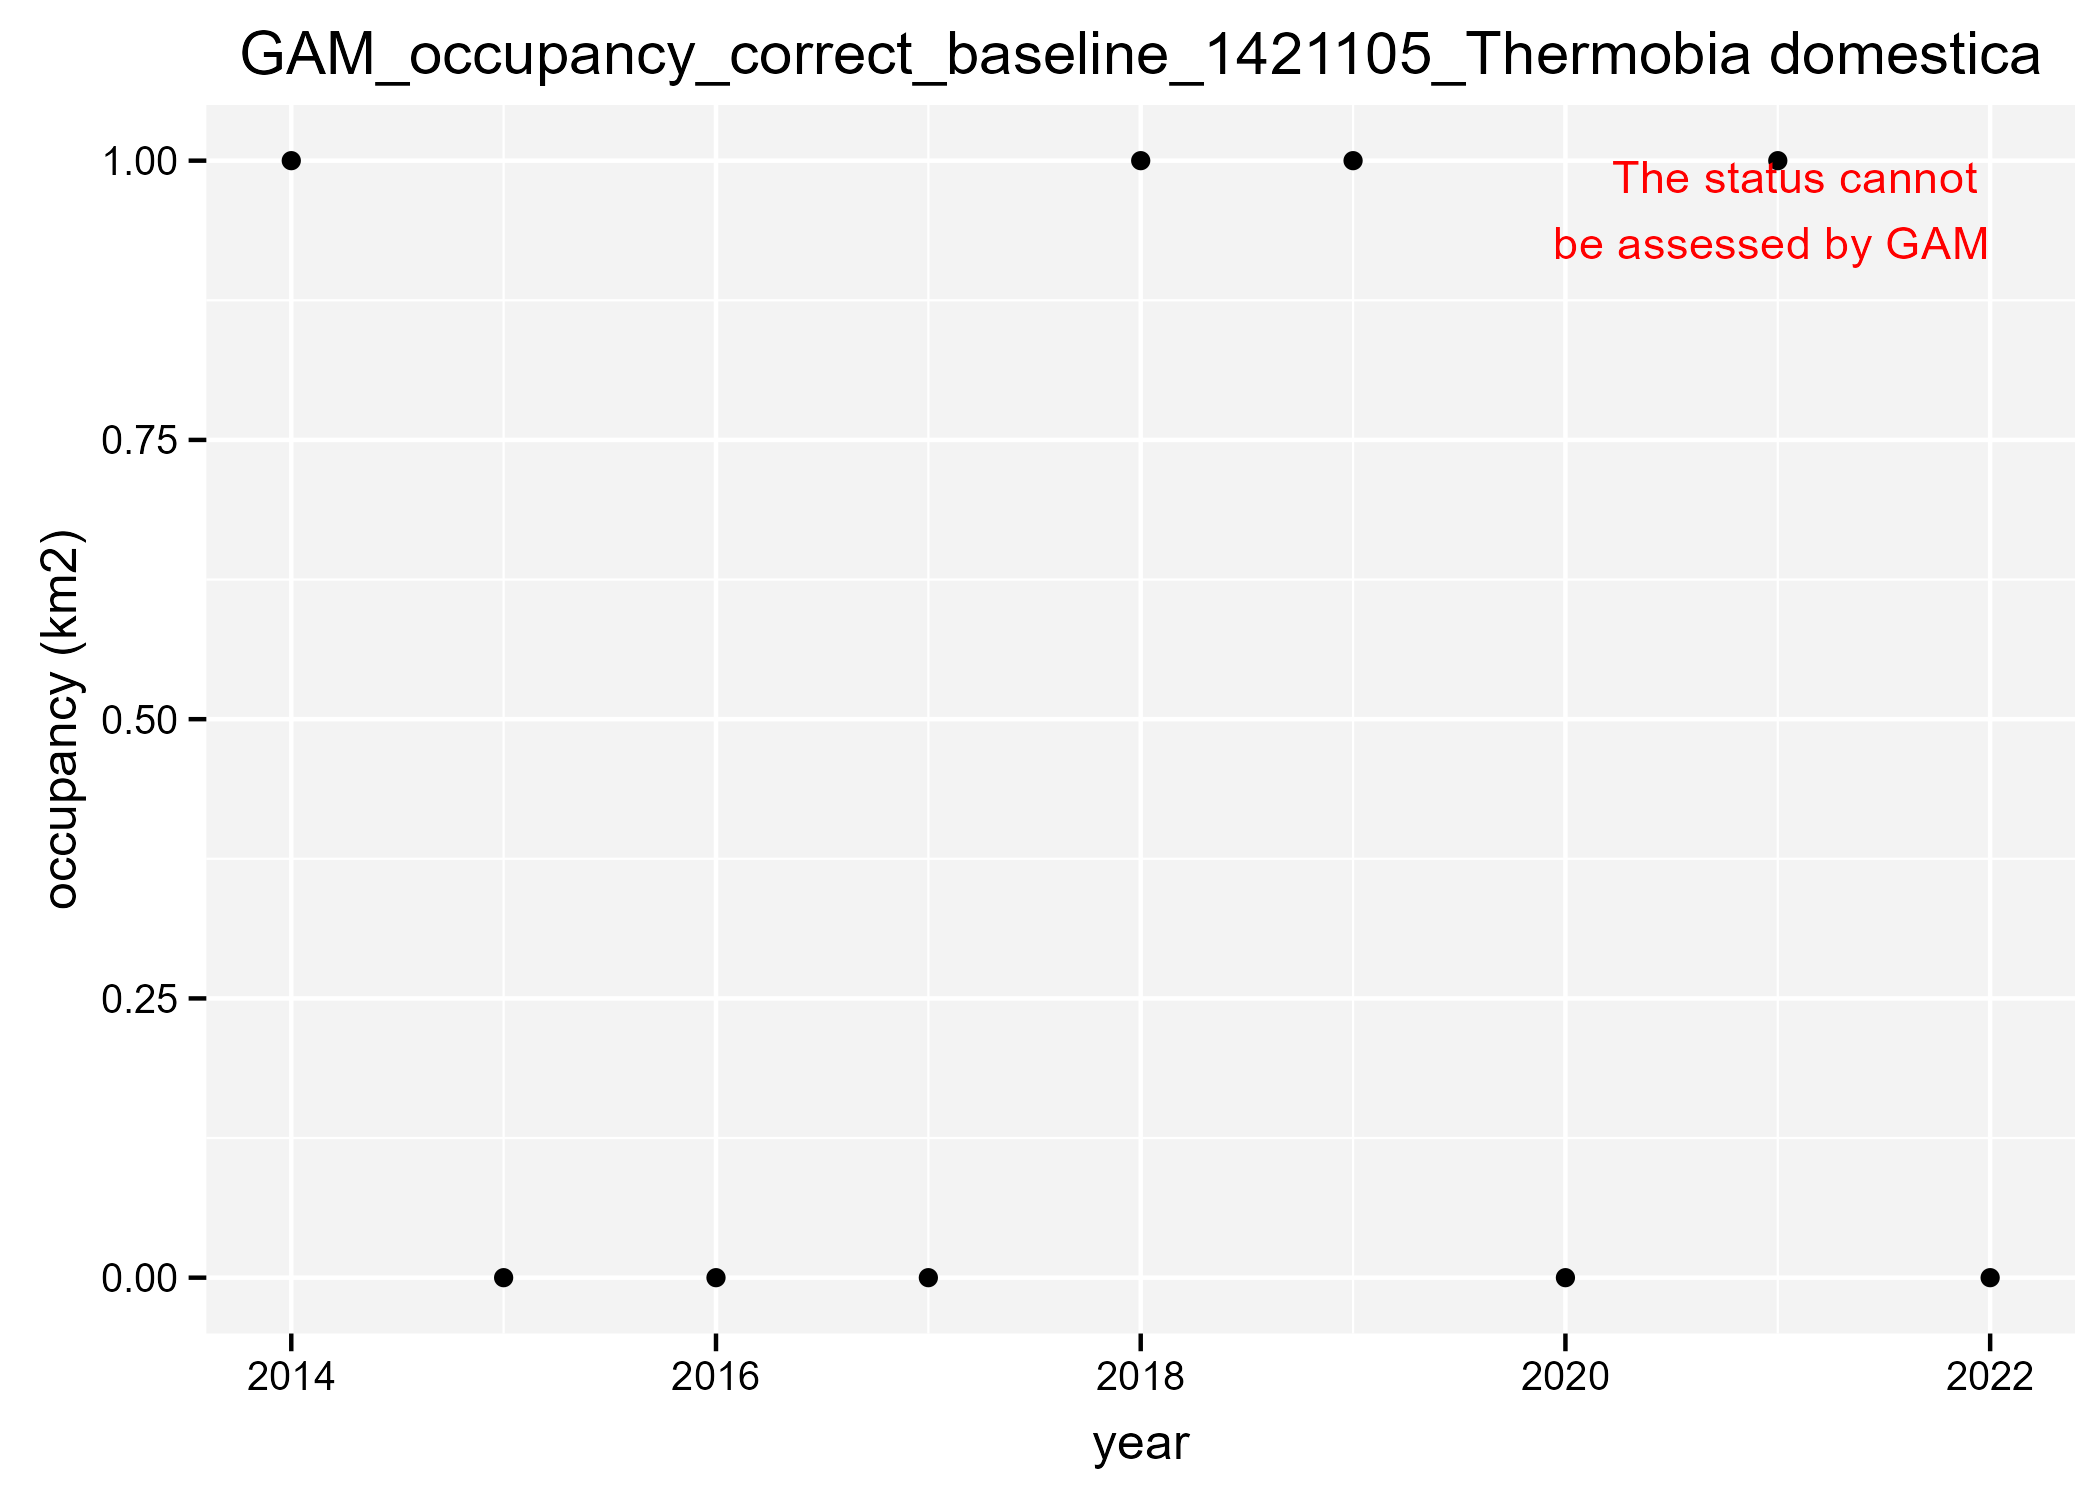 GAM_occupancy_correct_baseline_1421105_Thermobia domestica
1.00
The status cannot
be assessed by GAM
0.75
occupancy (km2)
0.50
0.25
0.00
2014 2016 2018 2020 2022
year